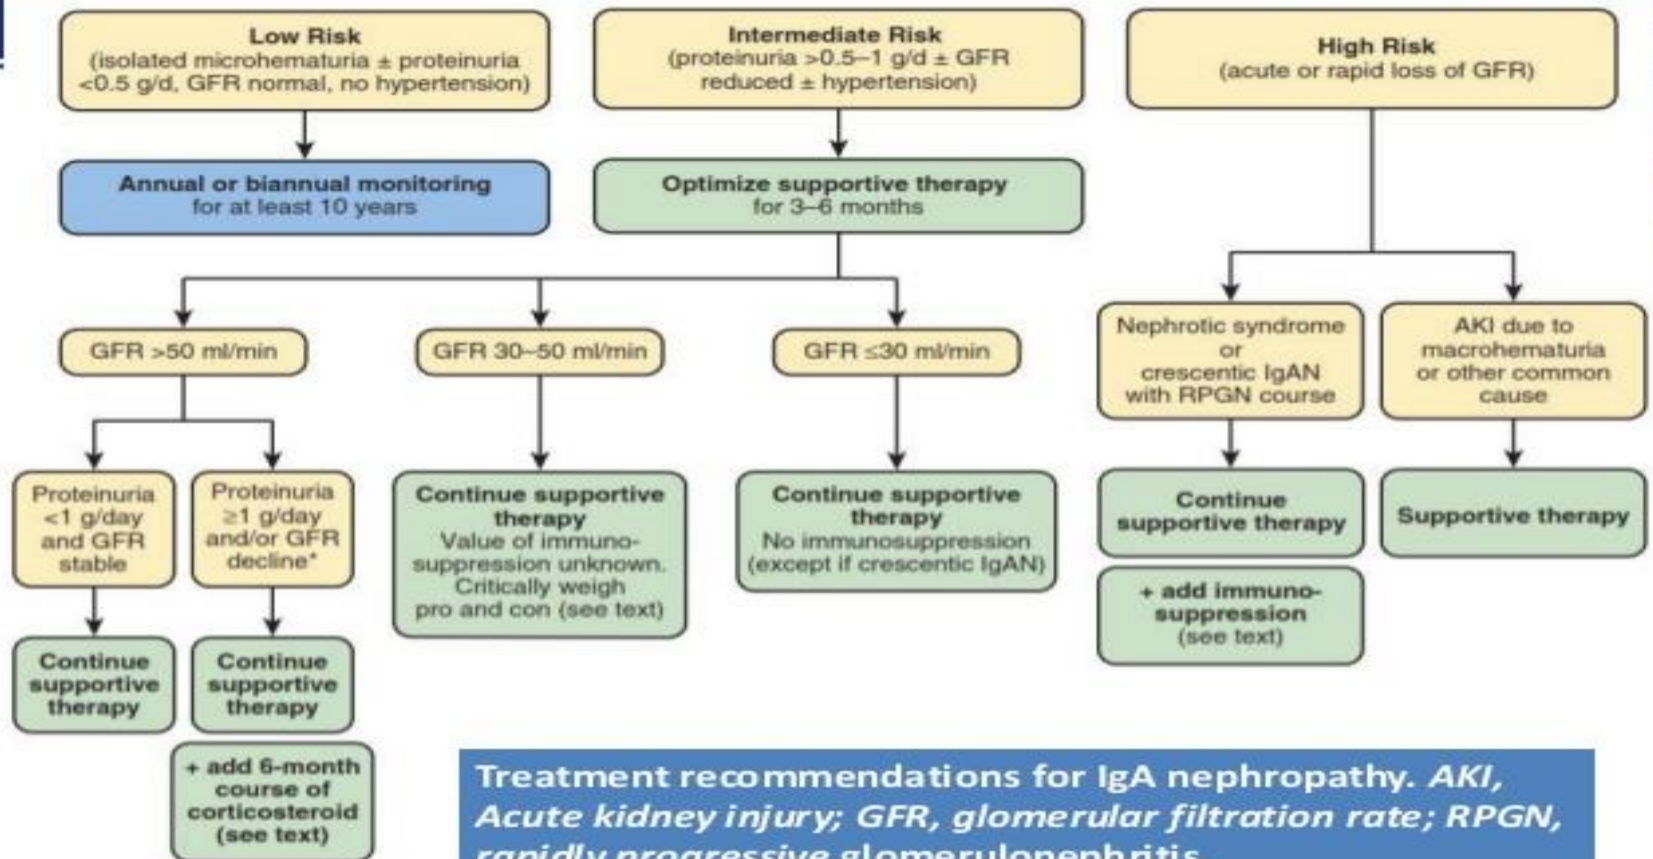 Low Risk
(isolated microhematuria ± proteinuria
<0.5 g/d, GFR normal, no hypertension)
Intermediate Risk
(proteinuria >0.5–1 g/d ± GFR
reduced ± hypertension)
High Risk
(acute or rapid loss of GFR)
Annual or biannual monitoring
for at least 10 years
Optimize supportive therapy
for 3–6 months
GFR >50 ml/min
GFR 30–50 ml/min
GFR ≤30 ml/min
Nephrotic syndrome
or
crescentic IgAN
with RPGN course
AKI due to
macrohematuria
or other common
cause
Proteinuria
<1 g/day
and GFR
stable
Proteinuria
≥1 g/day
and/or GFR
decline*
Continue supportive
therapy
Value of immuno-
suppression unknown.
Critically weigh
pro and con (see text)
Continue supportive
therapy
No immunosuppression
(except if crescentic IgAN)
Continue
supportive therapy
Supportive therapy
+ add immuno-
suppression
(see text)
Continue
supportive
therapy
Continue
supportive
therapy
+ add 6-month
course of
corticosteroid
(see text)
Treatment recommendations for IgA nephropathy. AKI,
Acute kidney injury; GFR, glomerular filtration rate; RPGN,
rapidly progressive glomerulonephritis